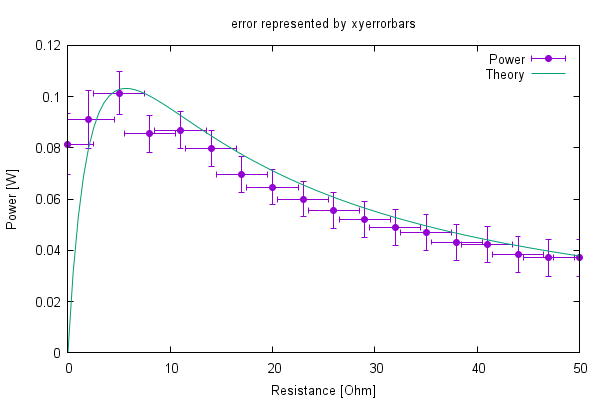 error represented by xyerrorbars
Power
Theory
0.12
0.1
0.08
0.06
0.04
0.02
0
Power [W]
0 10 20 30 40 50
Resistance [Ohm]